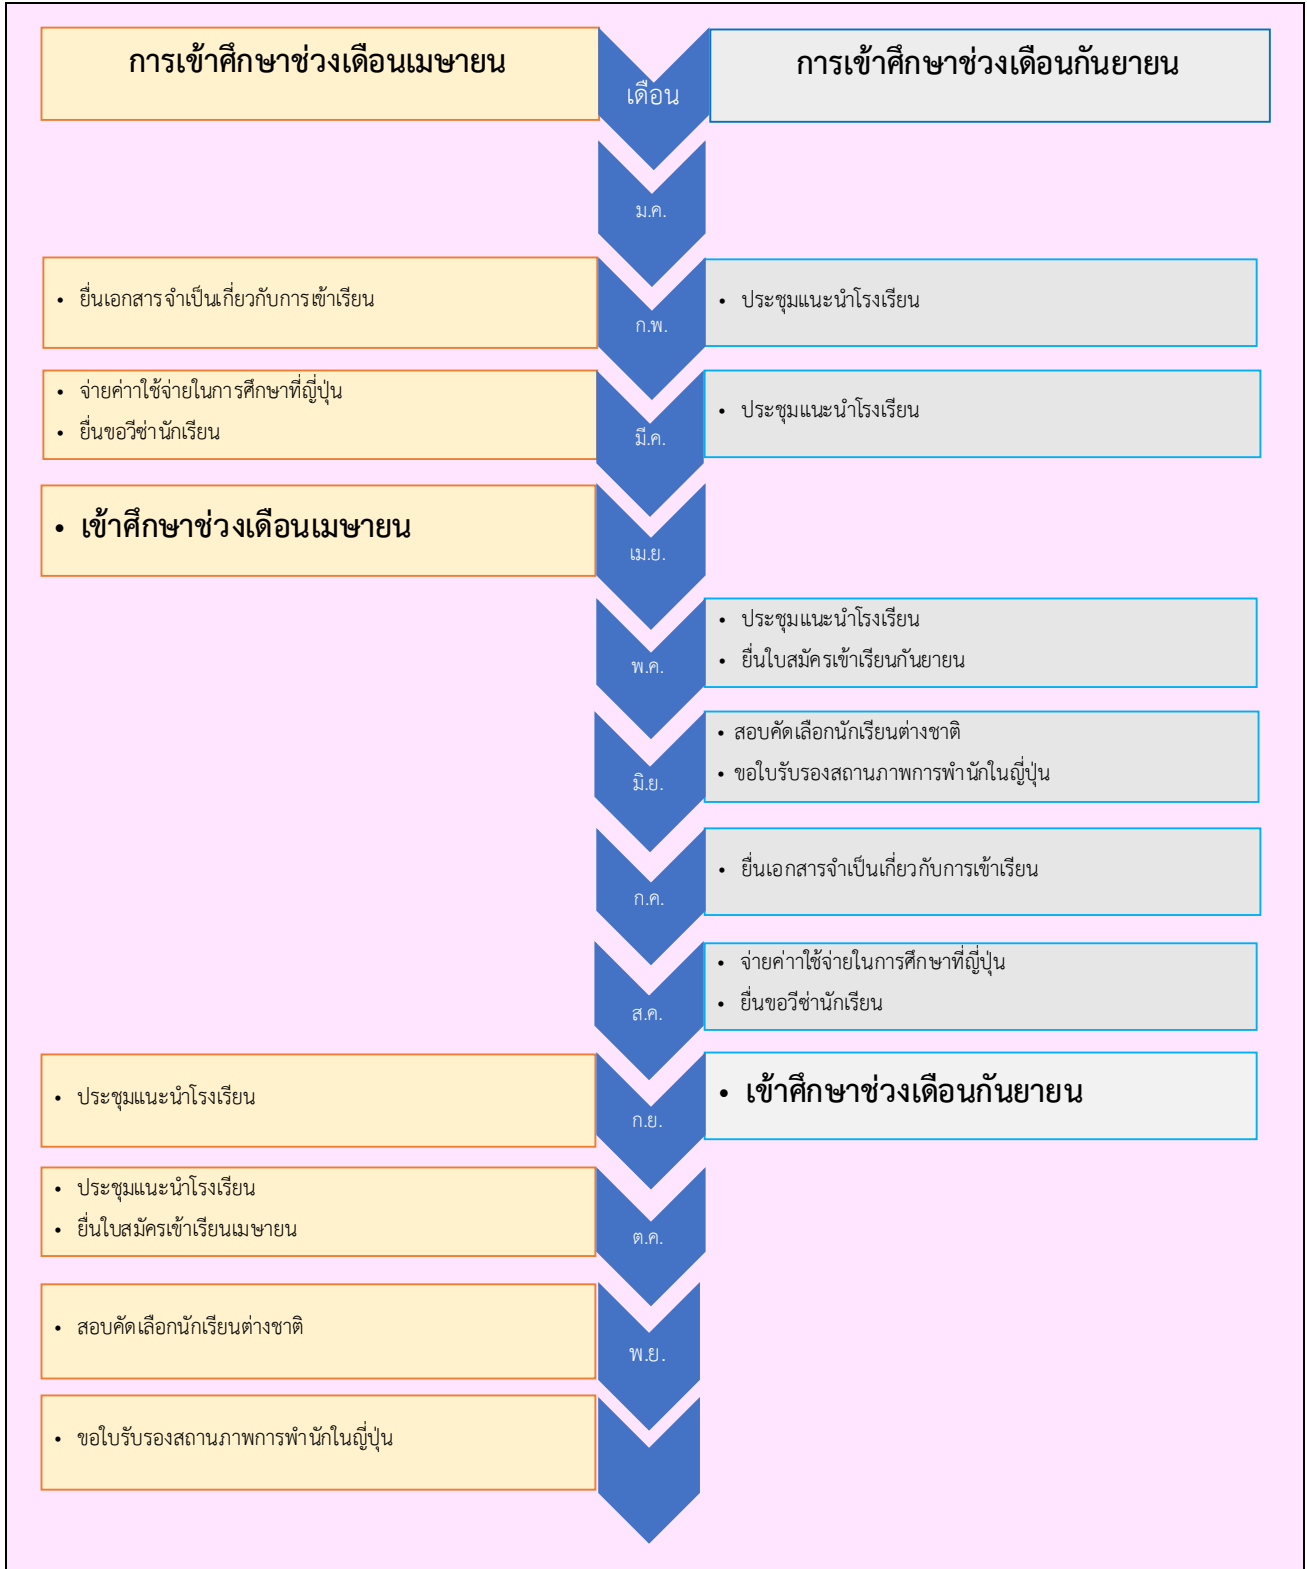 การเข้าศึกษาช่วงเดือนเมษายน
เดือน
การเข้าศึกษาช่วงเดือนกันยายน
ม.ค.
• ยื่นเอกสารจำเป็นเกี่ยวกับการเข้าเรียน
ก.พ.
• ประชุมแนะนำโรงเรียน
• จ่ายค่าาใช้จ่ายในการศึกษาที่ญี่ปุ่น
• ยื่นขอวีซ่านักเรียน
มี.ค.
• ประชุมแนะนำโรงเรียน
• เข้าศึกษาช่วงเดือนเมษายน
เม.ย.
พ.ค.
• ประชุมแนะนำโรงเรียน
• ยื่นใบสมัครเข้าเรียนกันยายน
มิ.ย.
• สอบคัดเลือกนักเรียนต่างชาติ
• ขอใบรับรองสถานภาพการพำนักในญี่ปุ่น
ก.ค.
• ยื่นเอกสารจำเป็นเกี่ยวกับการเข้าเรียน
ส.ค.
• จ่ายค่าาใช้จ่ายในการศึกษาที่ญี่ปุ่น
• ยื่นขอวีซ่านักเรียน
• ประชุมแนะนำโรงเรียน
ก.ย.
• เข้าศึกษาช่วงเดือนกันยายน
• ประชุมแนะนำโรงเรียน
• ยื่นใบสมัครเข้าเรียนเมษายน
ต.ค.
• สอบคัดเลือกนักเรียนต่างชาติ
พ.ย.
• ขอใบรับรองสถานภาพการพำนักในญี่ปุ่น